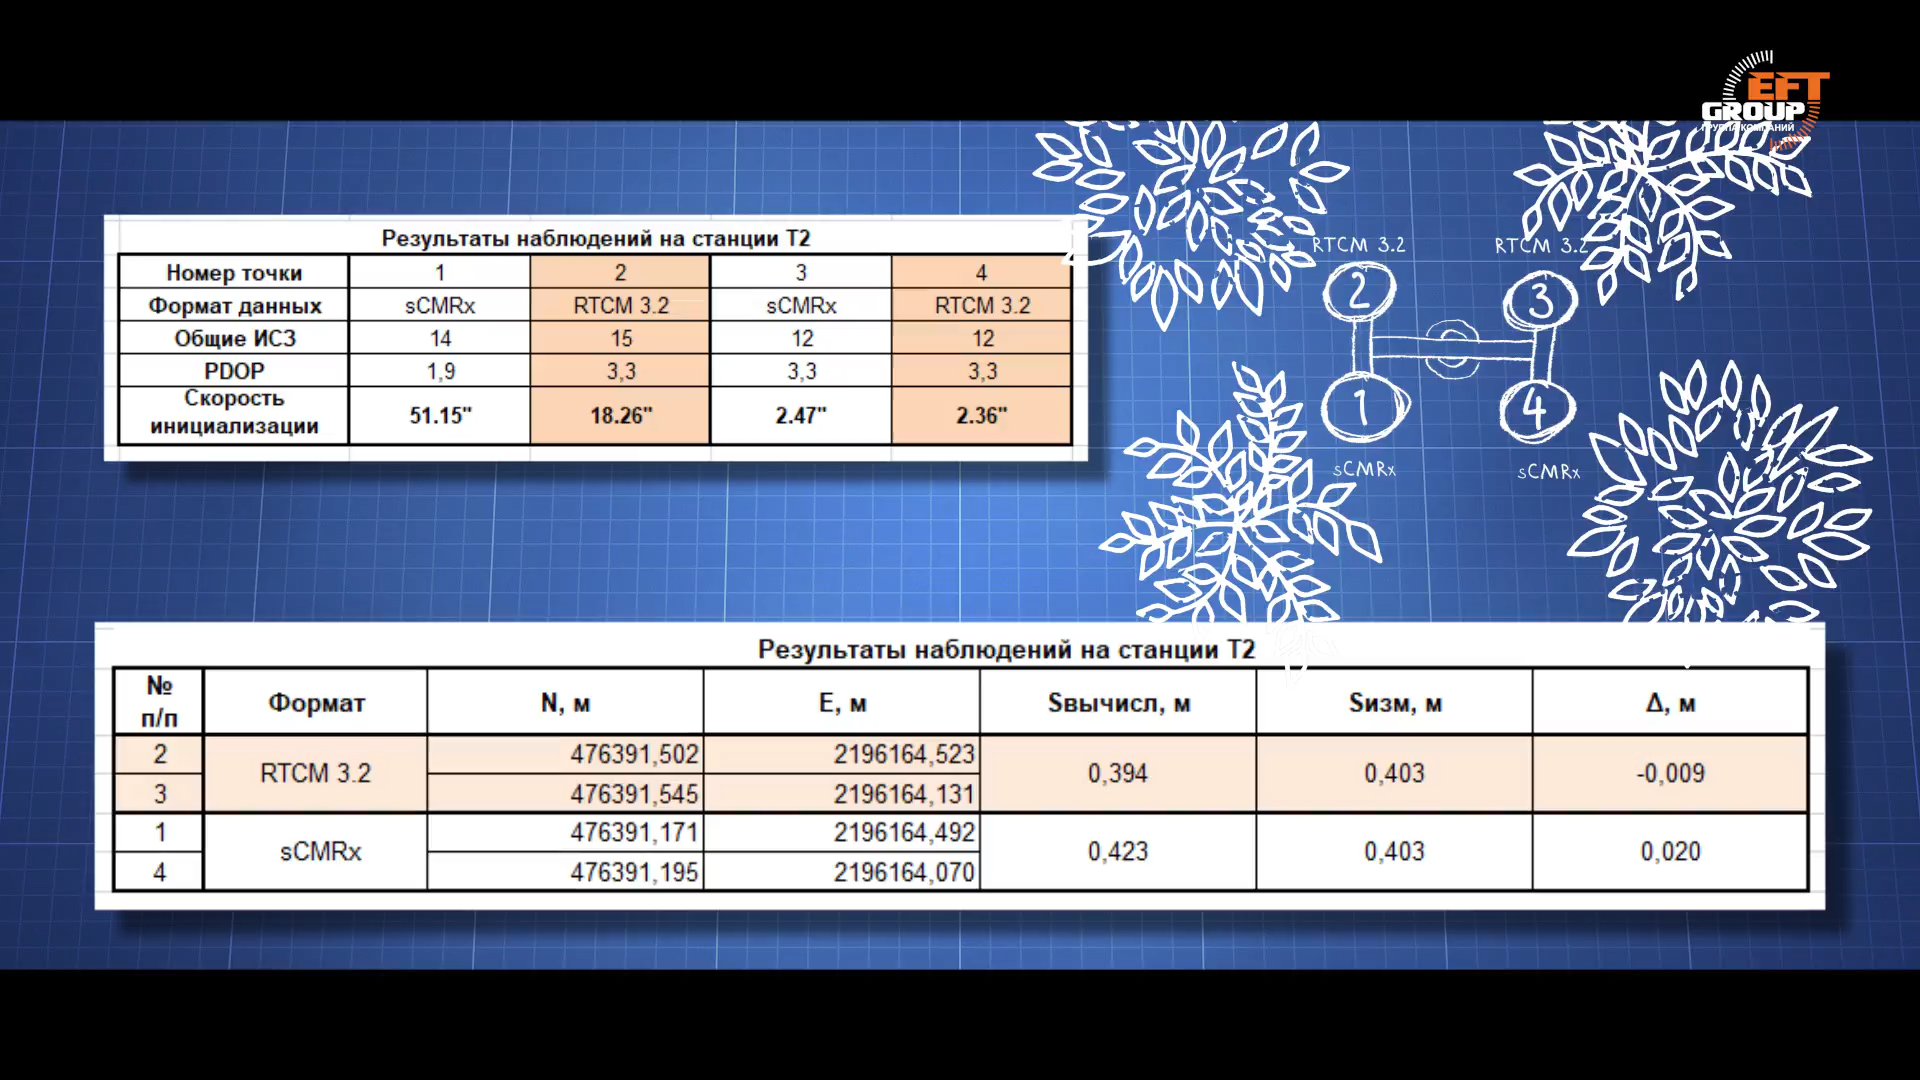 EFT
GROUP
ГРУППА КОМПАНИЙ
Результаты наблюдений на станции Т2
Номер точки 1 2 3 4
Формат данных sCMRx RTCM 3.2 sCMRx RTCM 3.2
Общие ИСЗ 14 15 12 12
PDOP 1,9 3,3 3,3 3,3
Скорость инициализации 51.15" 18.26" 2.47" 2.36"
RTCM 3.2 RTCM 3.2
2 3
1 4
sCMRx sCMRx
Результаты наблюдений на станции Т2
№ п/п Формат N, м E, м Sвычисл, м Sизм, м Δ, м
2 RTCM 3.2 476391,502 2196164,523 0,394 0,403 -0,009
3 476391,545 2196164,131
1 sCMRx 476391,171 2196164,492 0,423 0,403 0,020
4 476391,195 2196164,070